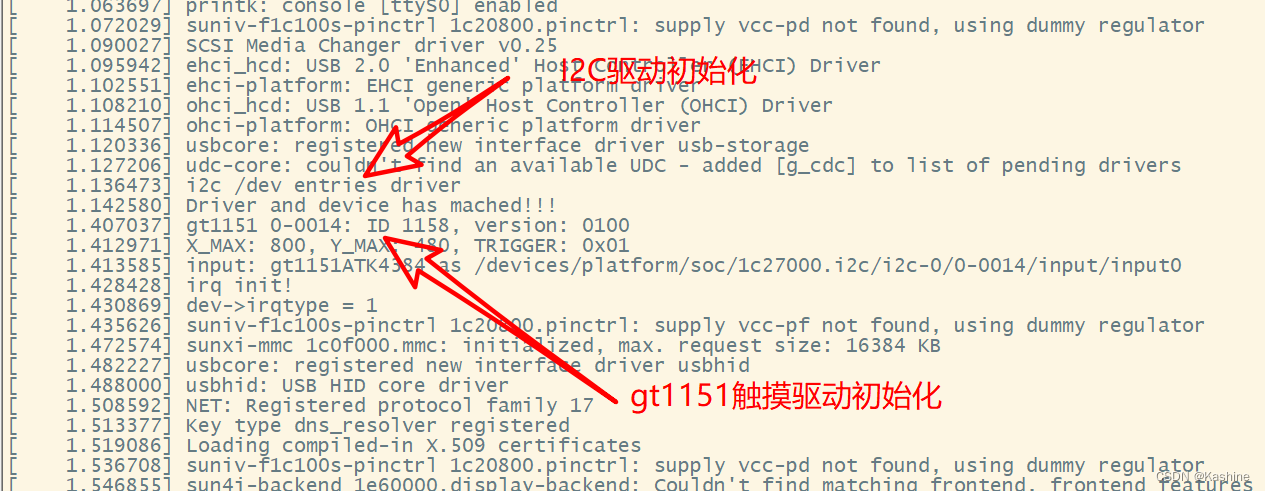 [    1.063697] printk: console [ttyS0] enabled
[    1.072029] suniv-f1c100s-pinctrl 1c20800.pinctrl: supply vcc-pd not found, using dummy regulator
[    1.090027] SCSI Media Changer driver v0.25
[    1.095942] ehci_hcd: USB 2.0 'Enhanced' Host Controller (EHCI) Driver
I2C驱动初始化
[    1.102551] ehci-platform: EHCI generic platform driver
[    1.108210] ohci_hcd: USB 1.1 'Open' Host Controller (OHCI) Driver
[    1.114507] ohci-platform: OHCI generic platform driver
[    1.120336] usbcore: registered new interface driver usb-storage
[    1.127206] udc-core: couldn't find an available UDC - added [g_cdc] to list of pending drivers
[    1.136473] i2c /dev entries driver
[    1.142580] Driver and device has mached!!!
[    1.407037] gt1151 0-0014: ID 1158, version: 0100
[    1.412971] X_MAX: 800, Y_MAX: 480, TRIGGER: 0x01
[    1.413585] input: gt1151ATK4384 as /devices/platform/soc/1c27000.i2c/i2c-0/0-0014/input/input0
[    1.428428] irq init!
[    1.430869] dev->irqtype = 1
[    1.435626] suniv-f1c100s-pinctrl 1c20800.pinctrl: supply vcc-pf not found, using dummy regulator
[    1.472574] sunxi-mmc 1c0f000.mmc: initialized, max. request size: 16384 KB
[    1.482227] usbcore: registered new interface driver usbhid
[    1.488000] usbhid: USB HID core driver
gt1151触摸驱动初始化
[    1.508592] NET: Registered protocol family 17
[    1.513377] Key type dns_resolver registered
[    1.519086] Loading compiled-in X.509 certificates
[    1.536708] suniv-f1c100s-pinctrl 1c20800.pinctrl: supply vcc-pd not found, using dummy regulator
[    1.546855] sun4i-backend 1e60000.display-backend: Couldn't find matching frontend, frontend features
CSDN @Kashine